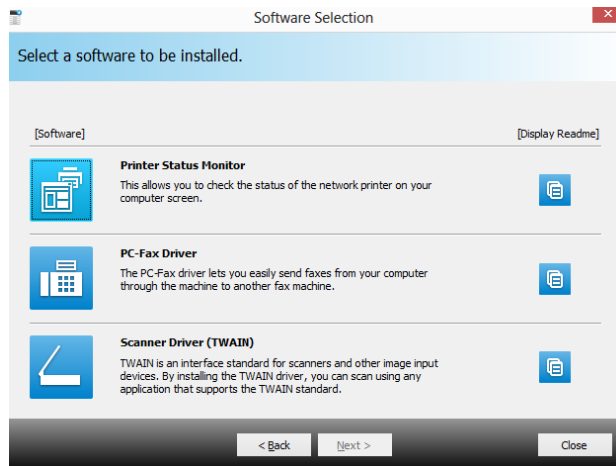 Software Selection
Select a software to be installed.
[Software] [Display Readme]
Printer Status Monitor
This allows you to check the status of the network printer on your
computer screen.
PC-Fax Driver
The PC-Fax driver lets you easily send faxes from your computer
through the machine to another fax machine.
Scanner Driver (TWAIN)
TWAIN is an interface standard for scanners and other image input
devices. By installing the TWAIN driver, you can scan using any
application that supports the TWAIN standard.
< Back Next > Close